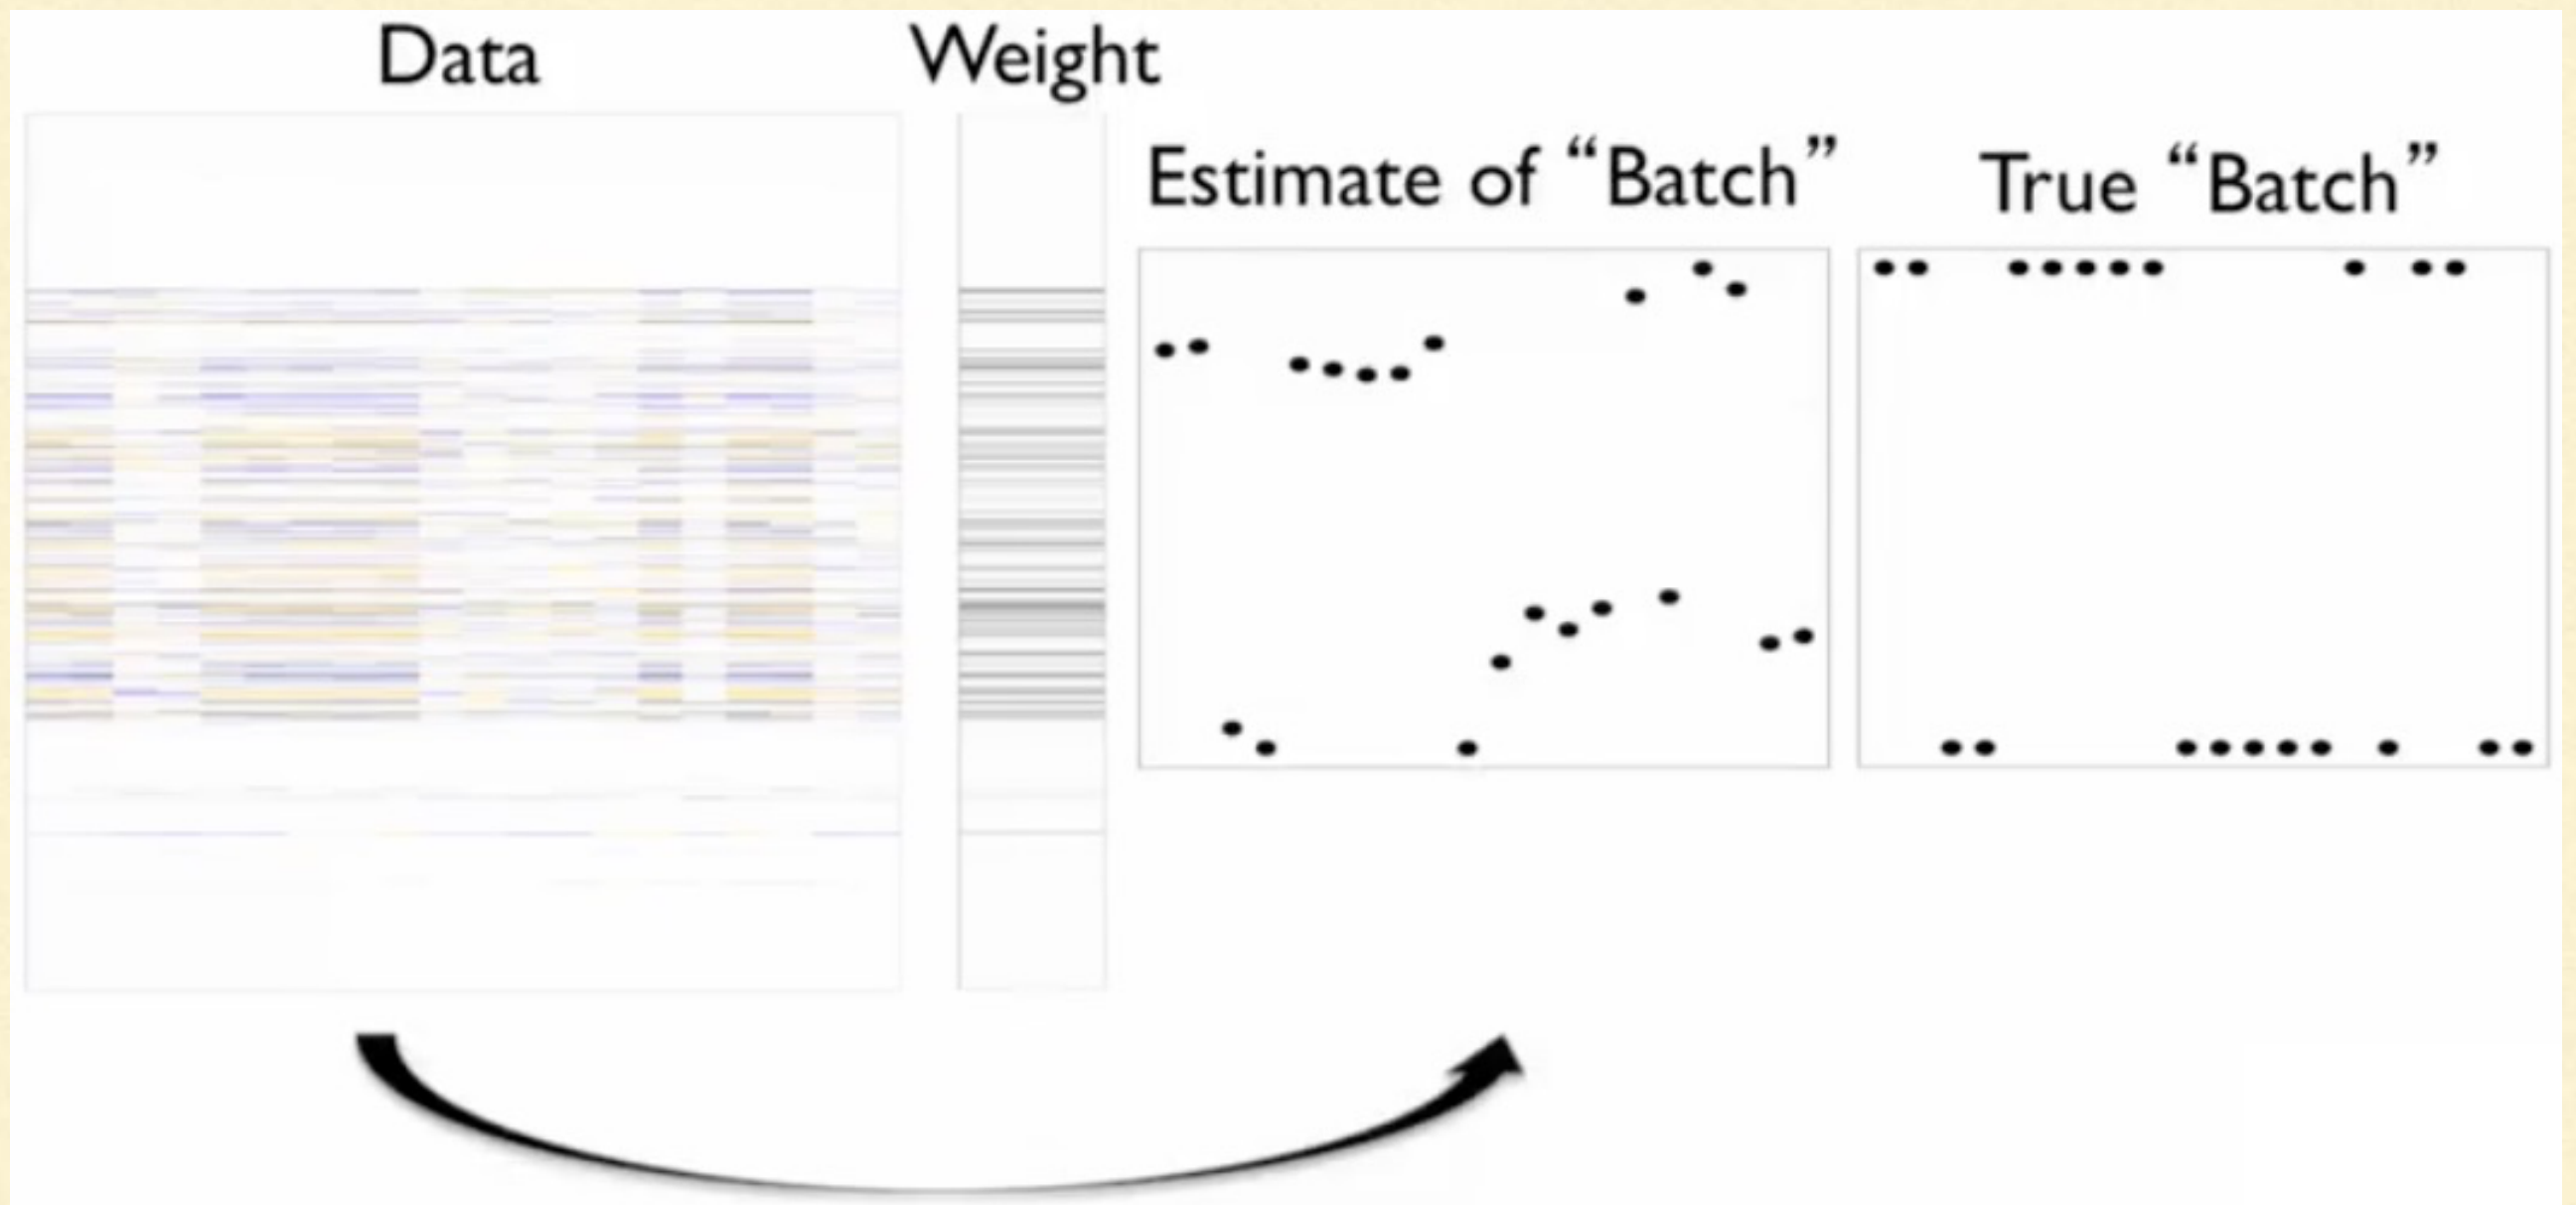 Data
Weight
Estimate of “Batch”
True “Batch”